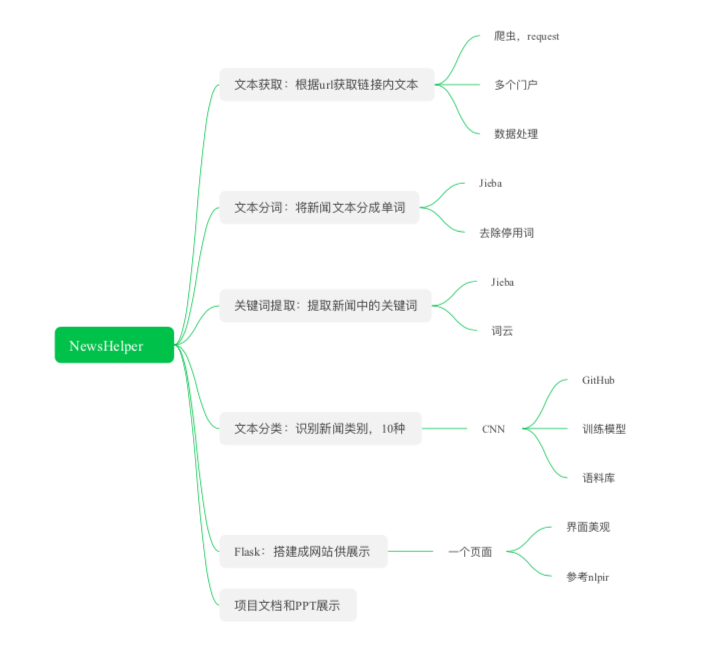 NewsHelper
文本获取：根据url获取链接内文本
爬虫，request
多个门户
数据处理
文本分词：将新闻文本分成单词
Jieba
去除停用词
关键词提取：提取新闻中的关键词
Jieba
词云
文本分类：识别新闻类别，10种
CNN
GitHub
训练模型
语料库
Flask：搭建成网站供展示
一个页面
界面美观
参考nlpir
项目文档和PPT展示